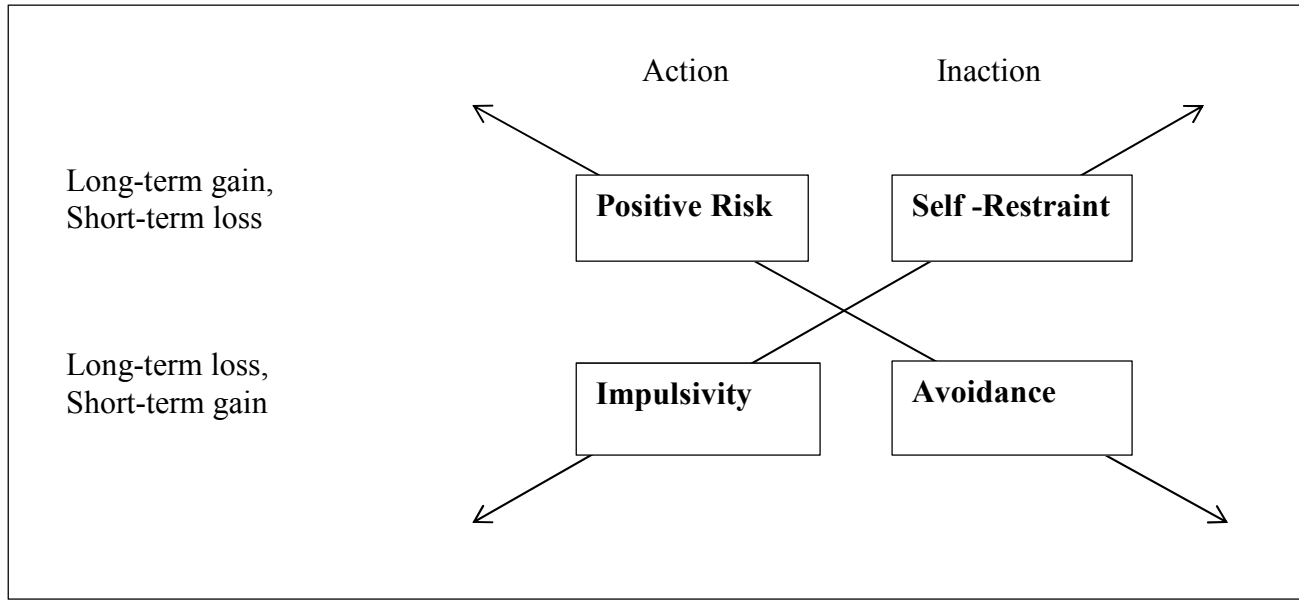 Action Inaction
Long-term gain,
Short-term loss
Positive Risk
Self -Restraint
Long-term loss,
Short-term gain
Impulsivity
Avoidance